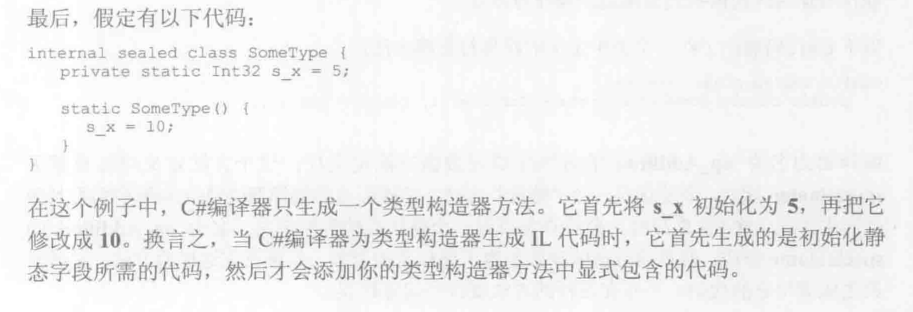 最后，假定有以下代码：
internal sealed class SomeType {
private static Int32 s_x = 5;
static SomeType() {
s_x = 10;
}
}
在这个例子中，C#编译器只生成一个类型构造器方法。它首先将 s_x 初始化为 5，再把它
修改成 10。换言之，当 C#编译器为类型构造器生成 IL 代码时，它首先生成的是初始化静
态字段所需的代码，然后才会添加你的类型构造器方法中显式包含的代码。